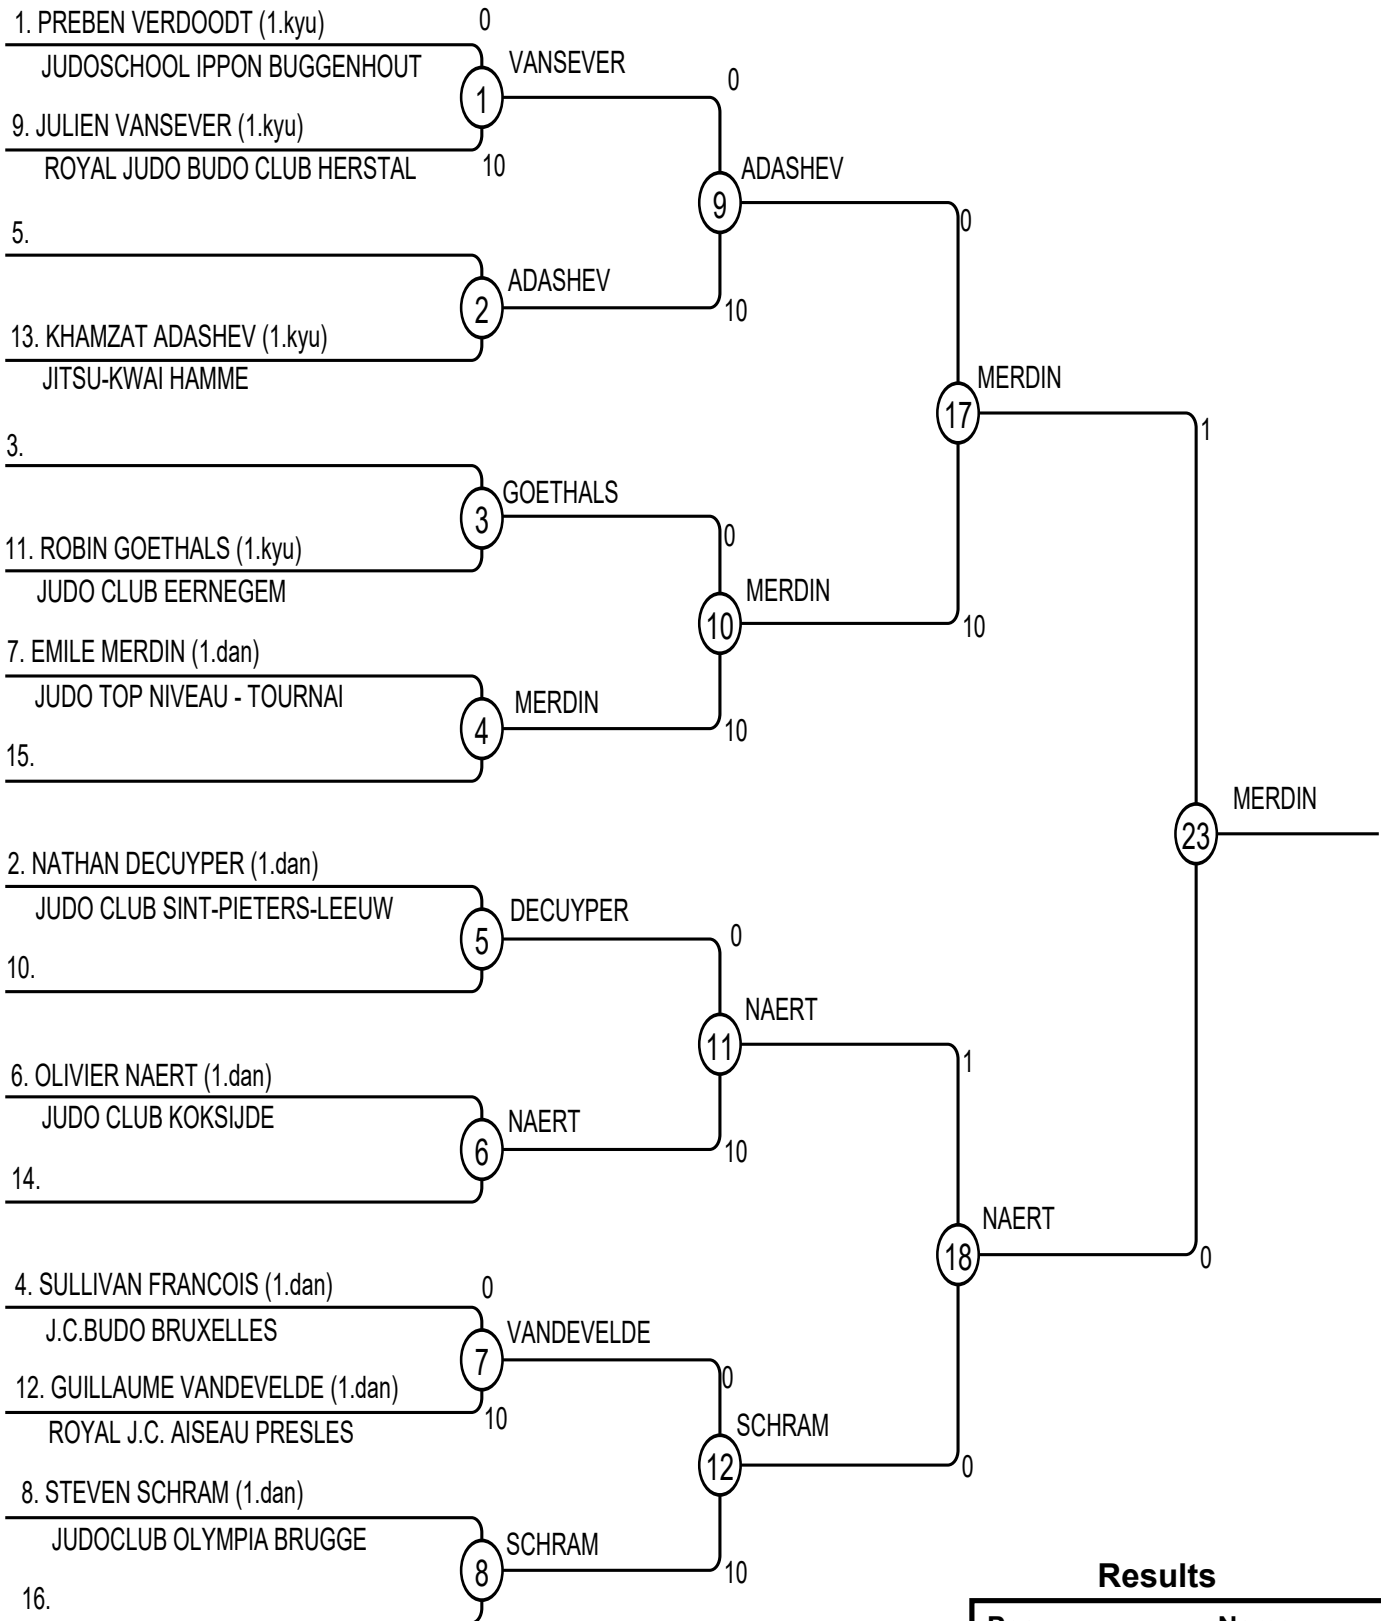 1. PREBEN VERDOODT (1.kyu)
0
JUDOSCHOOL IPPON BUGGENHOUT
1
VANSEVER
9. JULIEN VANSEVER (1.kyu)
ROYAL JUDO BUDO CLUB HERSTAL
10
0
9
ADASHEV
5.
2
ADASHEV
13. KHAMZAT ADASHEV (1.kyu)
JITSU-KWAI HAMME
10
0
17
MERDIN
3.
3
GOETHALS
11. ROBIN GOETHALS (1.kyu)
JUDO CLUB EERNEGEM
0
10
MERDIN
7. EMILE MERDIN (1.dan)
JUDO TOP NIVEAU - TOURNAI
4
MERDIN
15.
10
10
1
23
MERDIN
2. NATHAN DECUYPER (1.dan)
JUDO CLUB SINT-PIETERS-LEEUW
5
DECUYPER
10.
0
11
NAERT
6. OLIVIER NAERT (1.dan)
JUDO CLUB KOKSIJDE
6
NAERT
14.
10
1
18
NAERT
0
4. SULLIVAN FRANCOIS (1.dan)
0
J.C.BUDO BRUXELLES
7
VANDEVELDE
12. GUILLAUME VANDEVELDE (1.dan)
ROYAL J.C. AISEAU PRESLES
10
0
12
SCHRAM
0
8. STEVEN SCHRAM (1.dan)
JUDOCLUB OLYMPIA BRUGGE
8
SCHRAM
16.
10
Results